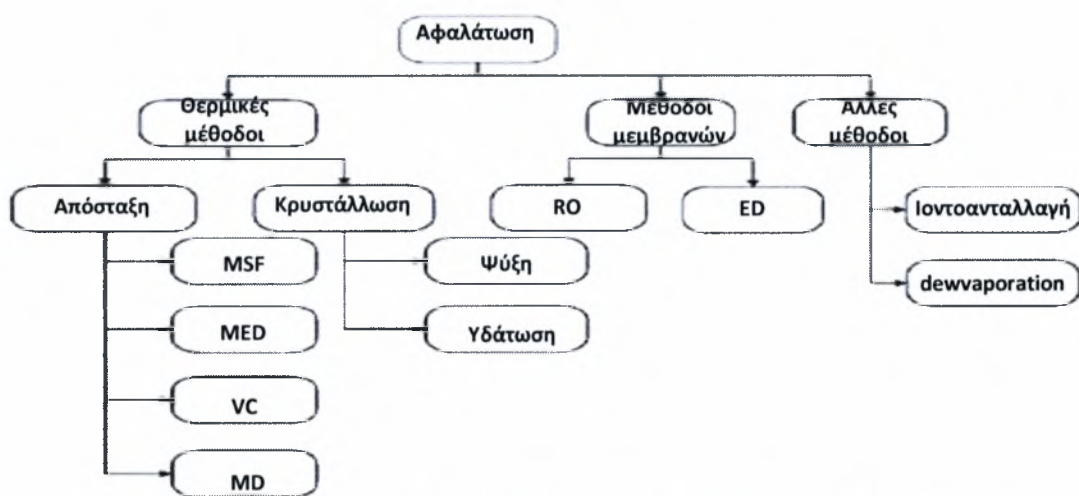 Αφαλάτωση
Θερμικές
μέθοδοι
Μέθοδοι
μεμβρανών
Άλλες
μέθοδοι
Απόσταξη
Κρυστάλλωση
RO
ED
Ιοντοανταλλαγή
MSF
Ψύξη
dewvaporation
MED
Υδάτωση
VC
MD